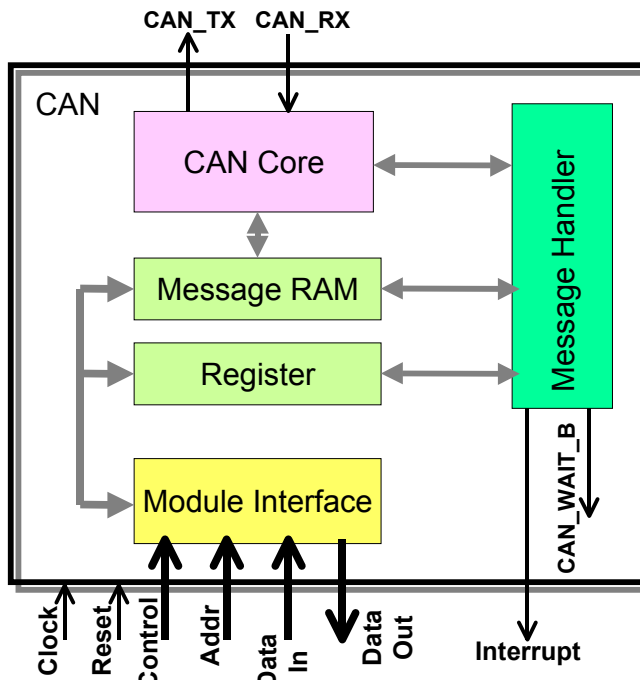 CAN_TX
CAN_RX
CAN
CAN Core
Message Handler
Message RAM
Register
Module Interface
CAN_WAIT_B
Clock
Reset
Control
Addr
Data
In
Data
Out
Interrupt